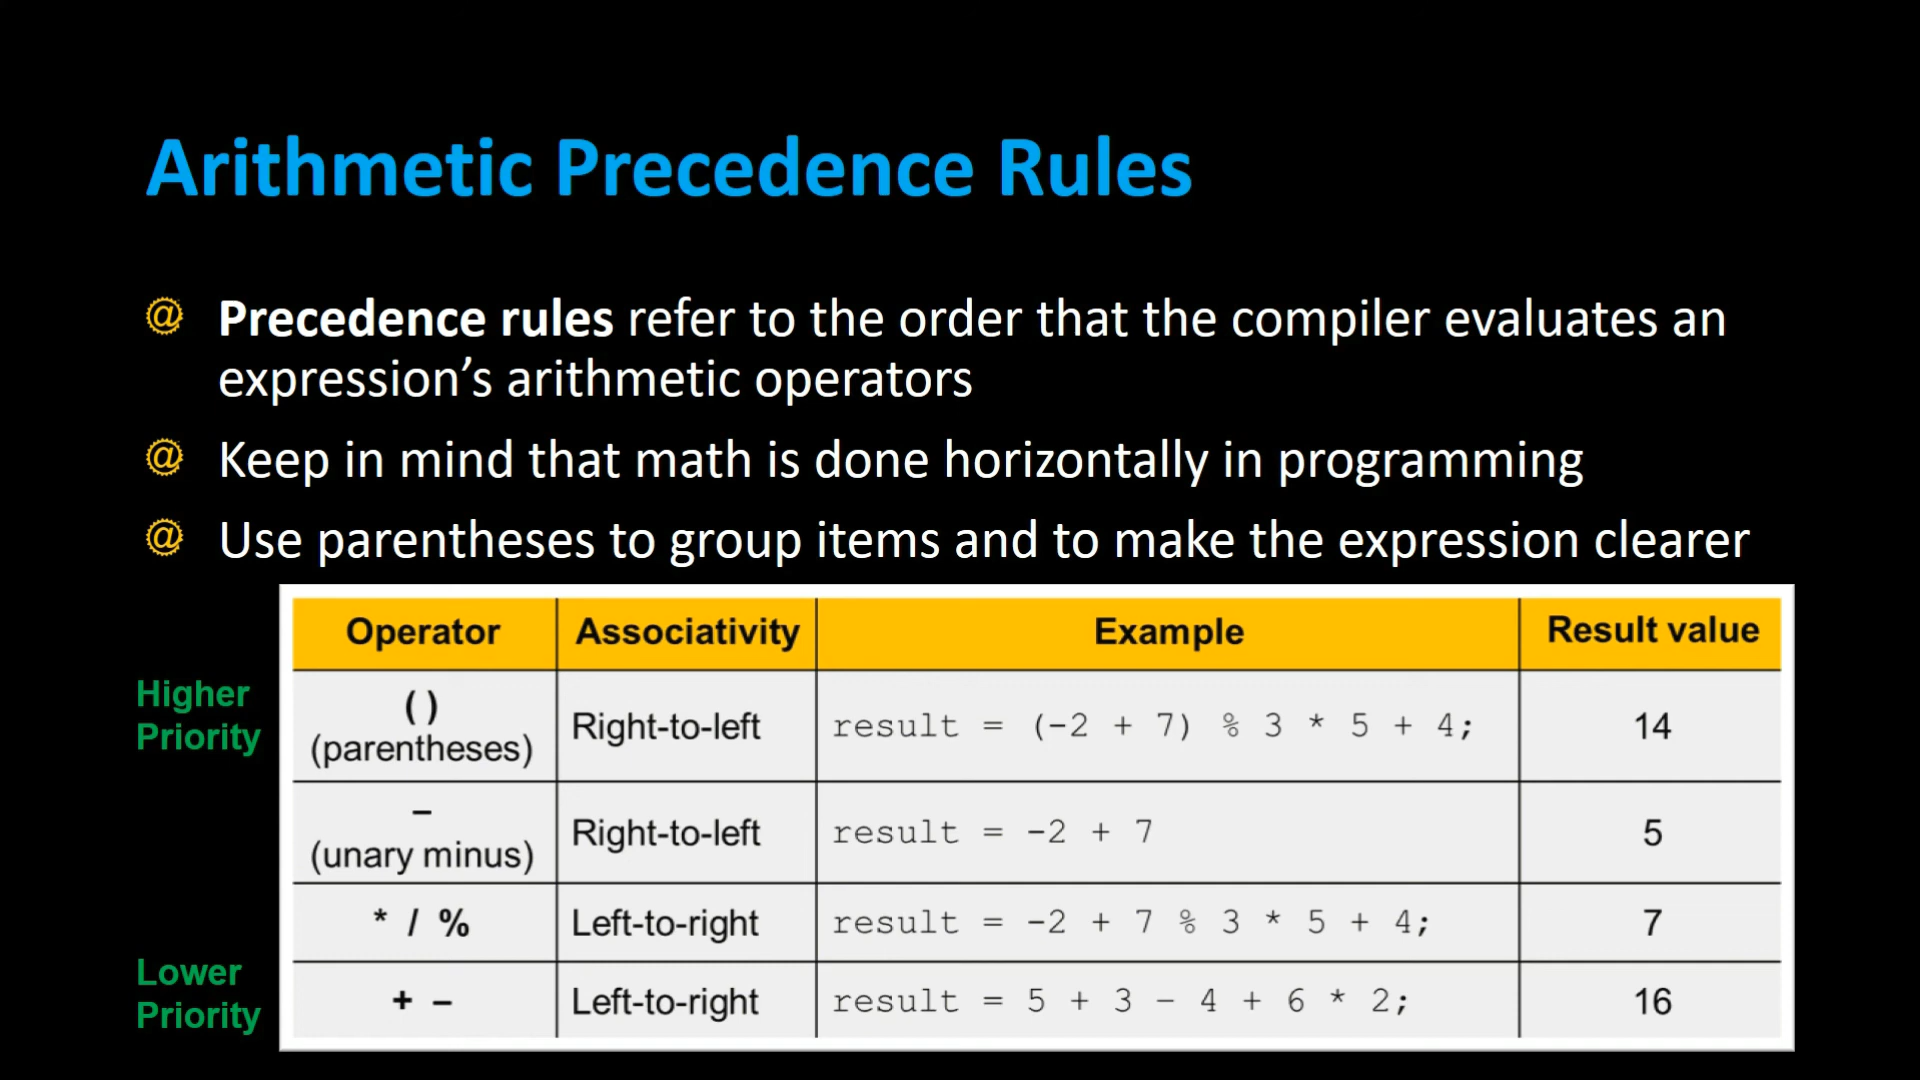 Arithmetic Precedence Rules
@ Precedence rules refer to the order that the compiler evaluates an
expression’s arithmetic operators
@ Keep in mind that math is done horizontally in programming
@ Use parentheses to group items and to make the expression clearer
Operator Associativity Example Result value
Higher
Priority
( )
(parentheses) Right-to-left result = (-2 + 7) % 3 * 5 + 4; 14
–
(unary minus) Right-to-left result = -2 + 7 5
* / % Left-to-right result = -2 + 7 % 3 * 5 + 4; 7
Lower
Priority
+ – Left-to-right result = 5 + 3 – 4 + 6 * 2; 16